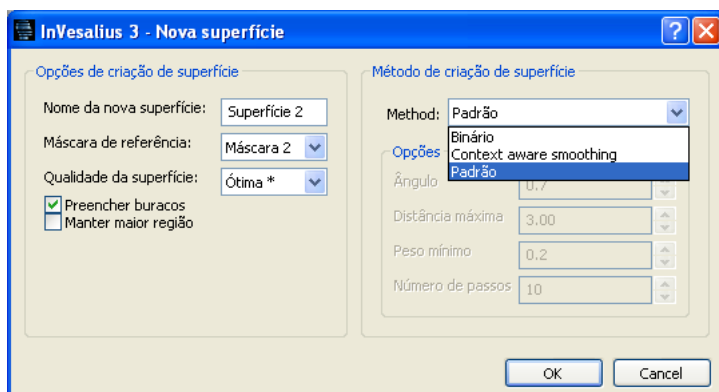 InVesalius 3 - Nova superfície
Opções de criação de superfície
Nome da nova superfície: Superfície 2
Máscara de referência: Máscara 2
Qualidade da superfície: Ótima *
Preencher buracos
Manter maior região
Método de criação de superfície
Method: Padrão
Binário
Context aware smoothing
Padrão
Opções
Ângulo 0.7
Distância máxima 3.00
Peso mínimo 0.2
Número de passos 10
OK Cancel